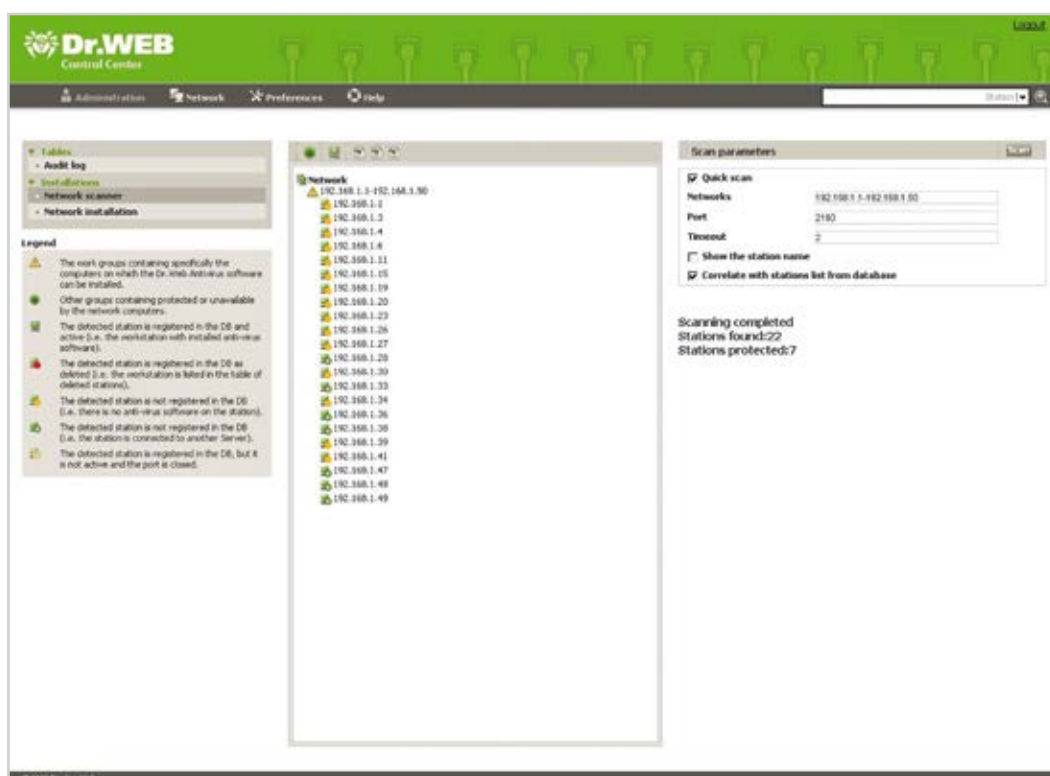 Logout
Dr.WEB
Control Center
Administration Network Preferences Help
Station
Tables
Audit log
Installations
Network scanner
Network installation
Legend
The work groups containing specifically the
computers on which the Dr. Web Antivirus software
can be installed.
Other groups containing protected or unavailable
by the network computers.
The detected station is registered in the DB and
active (i.e. the workstation with installed anti-virus
software).
The detected station is registered in the DB as
deleted (i.e. the workstation is listed in the table of
deleted stations).
The detected station is not registered in the DB
(i.e. there is no anti-virus software on the station).
The detected station is not registered in the DB
(i.e. the station is connected to another Server).
The detected station is registered in the DB, but it
is not active and the port is closed.
Network
192.168.1.1-192.168.1.50
192.168.1.3
192.168.1.4
192.168.1.6
192.168.1.11
192.168.1.15
192.168.1.19
192.168.1.20
192.168.1.23
192.168.1.26
192.168.1.27
192.168.1.28
192.168.1.30
192.168.1.33
192.168.1.34
192.168.1.36
192.168.1.38
192.168.1.39
192.168.1.41
192.168.1.47
192.168.1.48
192.168.1.49
Scan parameters
Quick scan
Networks 192.168.1.1-192.168.1.50
Port 2193
Timeout 2
Show the station name
Correlate with stations list from database
Scanning completed
Stations found:22
Stations protected:7